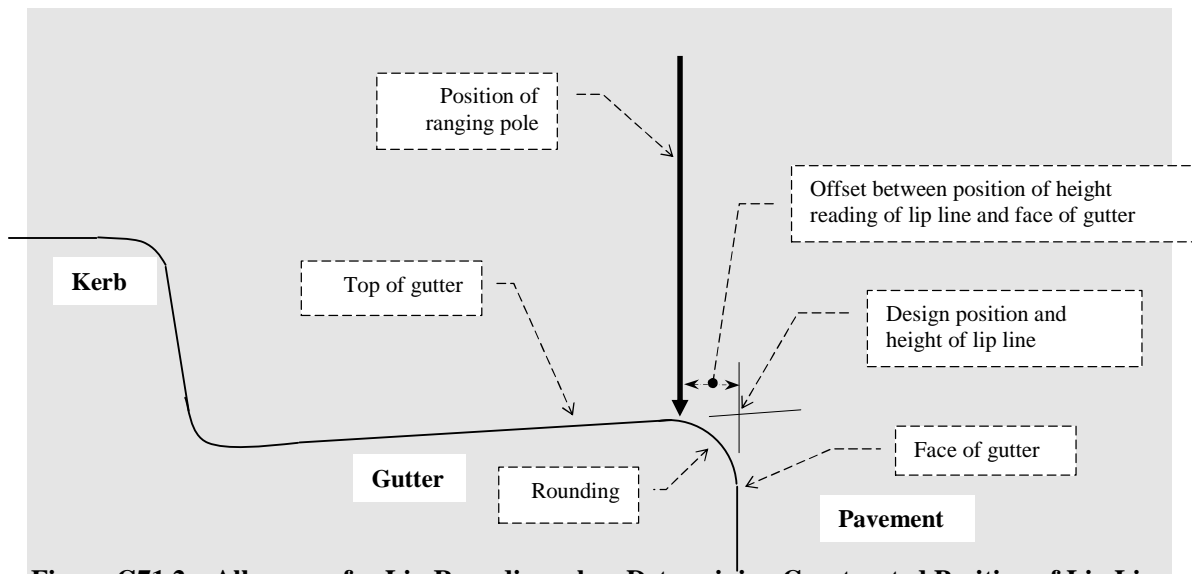 Position of
ranging pole
Offset between position of height
reading of lip line and face of gutter
Kerb
Top of gutter
Design position and
height of lip line
Gutter
Rounding
Face of gutter
Pavement